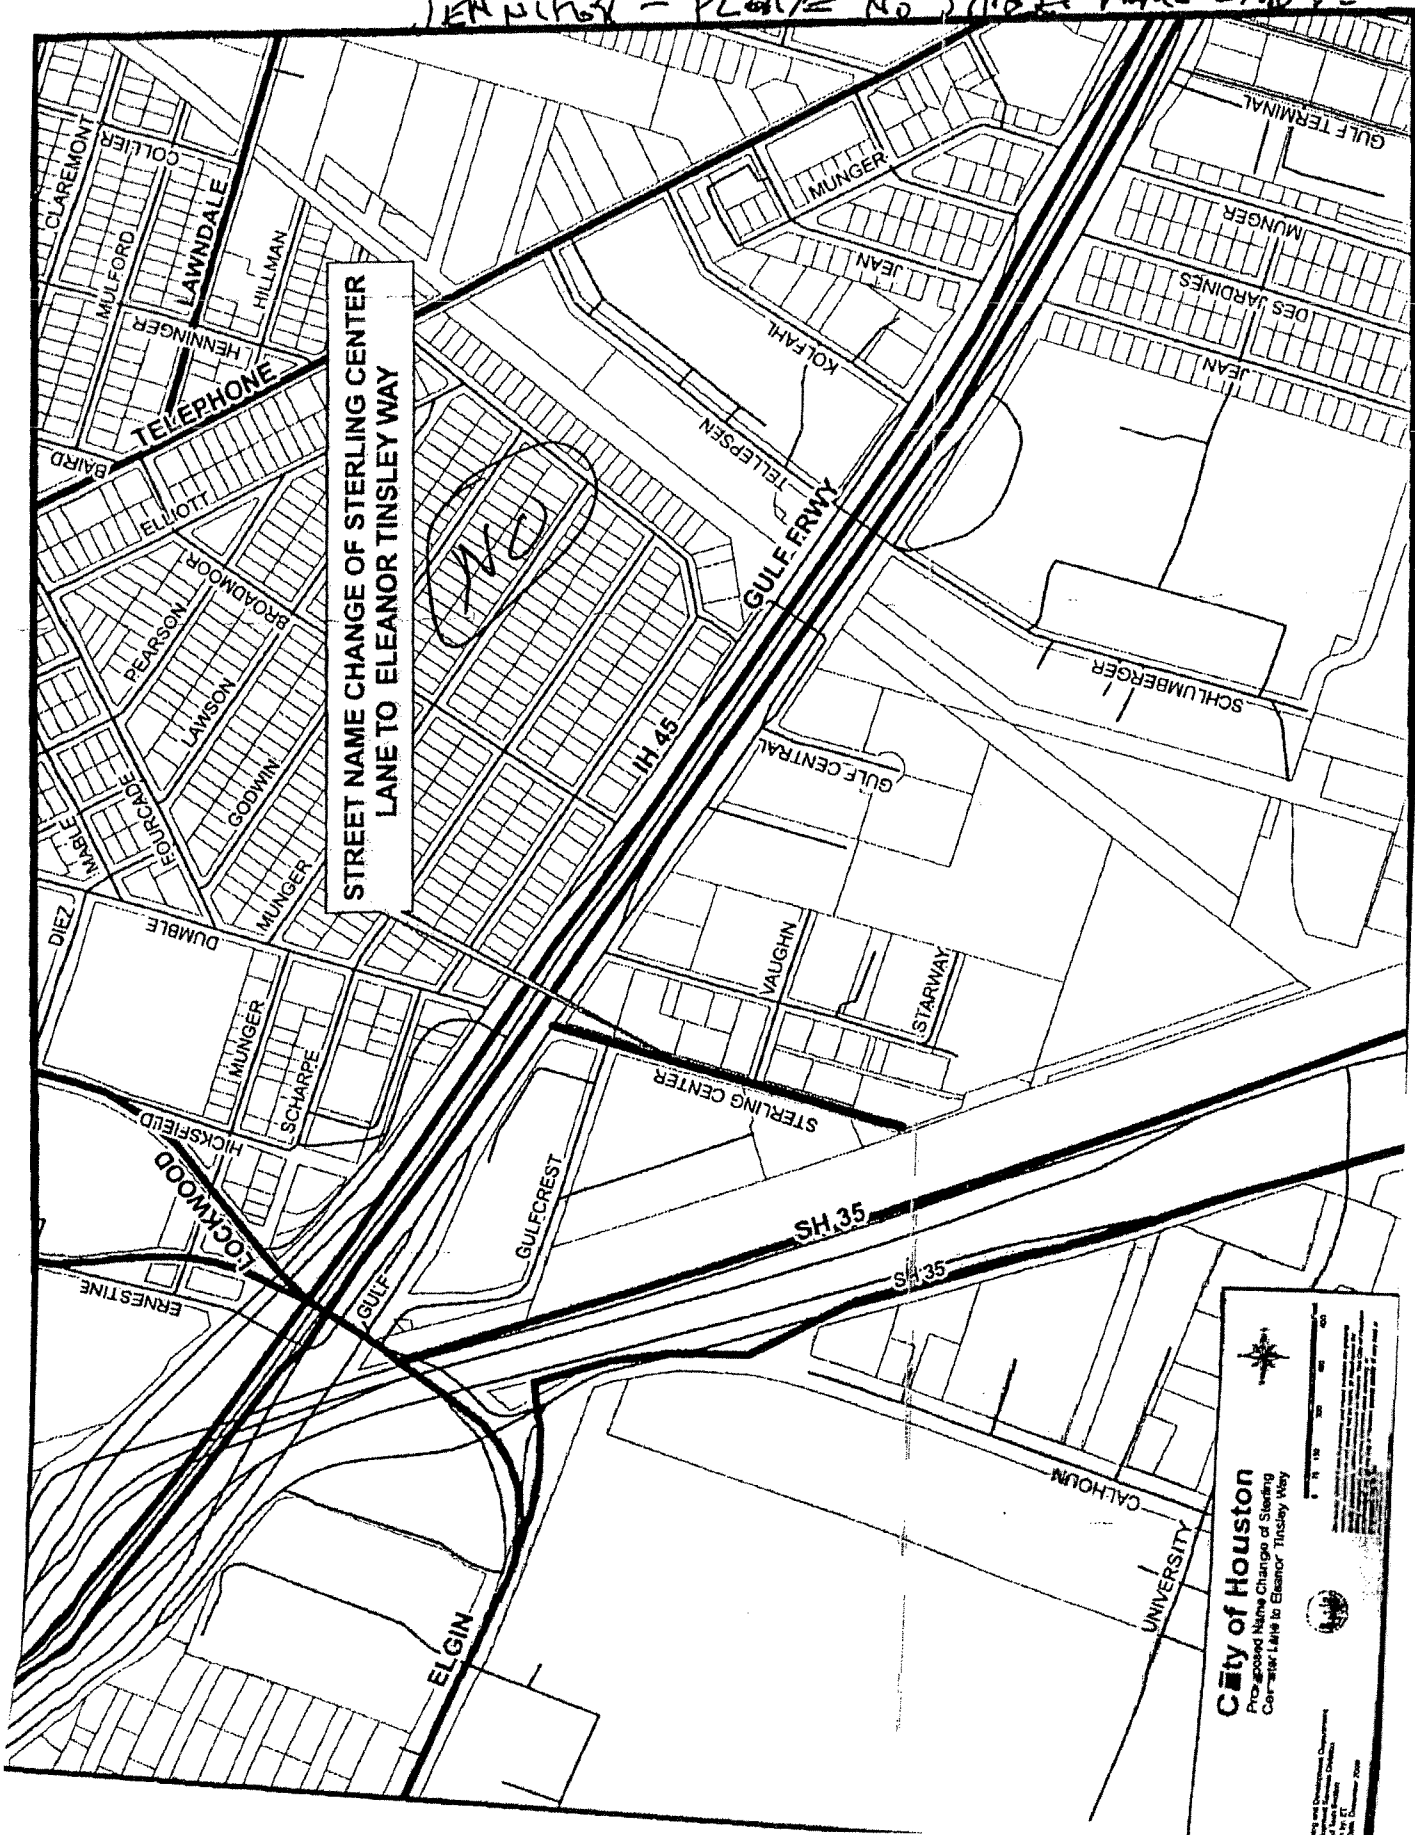 CLAREMONT
COLLIER
MULFORD
LAWNDALE
HILLMAN
HENNINGER
TELEPHONE
BAIRD
ELLIOTT
BROADMOOR
PEARSON
LAWSON
GODWIN
FOURCADE
MABLE
MUNGER
DIEZ
DUMBLE
STREET NAME CHANGE OF STERLING CENTER
LANE TO ELEANOR TINSLEY WAY
NO
MUNGER
JEAN
KOLFAHL
TELLEPSEN
GULF FRWY
IH 45
GULF TERMINAL
MUNGER
DES JARDINES
JEAN
SCHLUMBERGER
GULF CENTRAL
VAUGHN
STARWAY
STERLING CENTER
MUNGER
SCHARPE
HICKSFIELD
LOCKWOOD
ERNESTINE
GULF
GULFCREST
SH 35
SH 35
CALHOUN
UNIVERSITY
ELGIN
City of Houston
Proposed Name Change of Sterling
Center Lane to Eleanor Tinsley Way